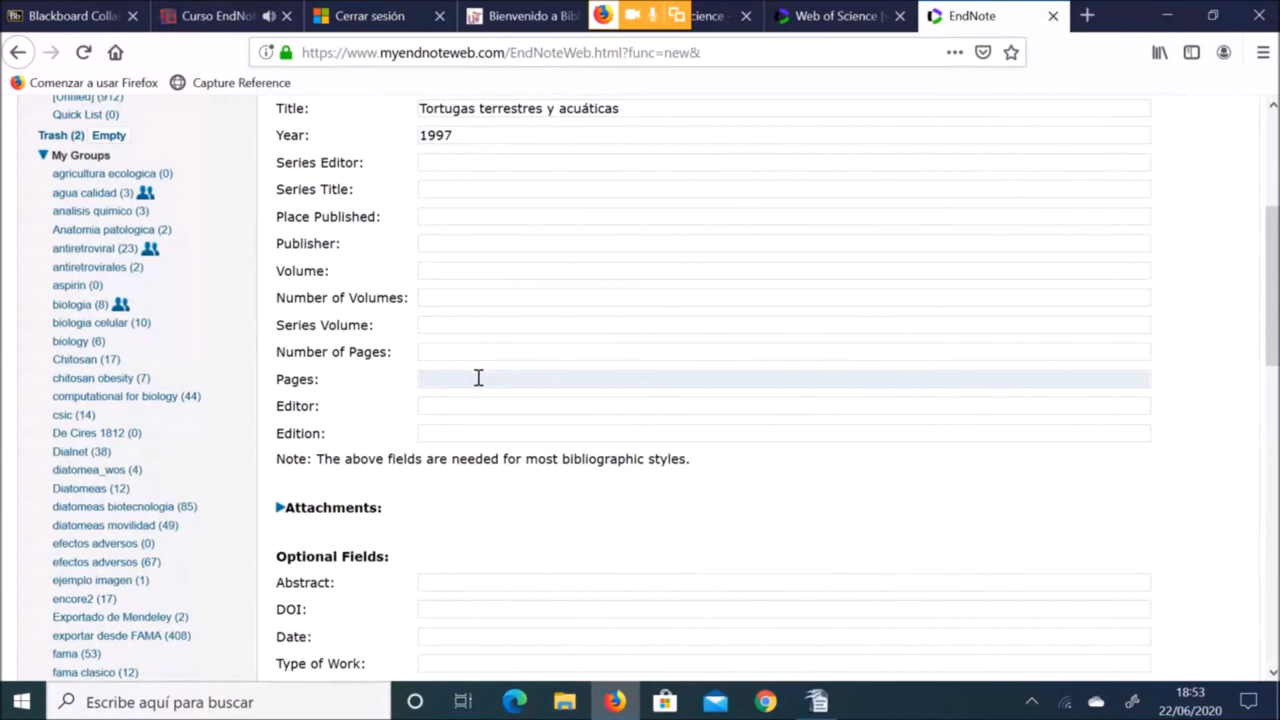 Blackboard Colla
Curso EndNot
Cerrar sesión
Bienvenido a Bibl
cience -
Web of Science [
EndNote
https://www.myendnoteweb.com/EndNoteWeb.html?func=new&
Comenzar a usar Firefox
Capture Reference
[Unfiled] (912)
Quick List (0)
Trash (2) Empty
My Groups
agricultura ecologica (0)
agua calidad (3)
analisis quimico (3)
Anatomia patologica (2)
antiretroviral (23)
antiretrovirales (2)
aspirin (0)
biologia (8)
biologia celular (10)
biology (6)
Chitosan (17)
chitosan obesity (7)
computational for biology (44)
csic (14)
De Cires 1812 (0)
Dialnet (38)
diatomea_wos (4)
Diatomeas (12)
diatomeas biotecnologia (85)
diatomeas movilidad (49)
efectos adversos (0)
efectos adversos (67)
ejemplo imagen (1)
encore2 (17)
Exportado de Mendeley (2)
exportar desde FAMA (408)
fama (53)
fama clasico (12)
Title: Tortugas terrestres y acuáticas
Year: 1997
Series Editor:
Series Title:
Place Published:
Publisher:
Volume:
Number of Volumes:
Series Volume:
Number of Pages:
Pages:
Editor:
Edition:
Note: The above fields are needed for most bibliographic styles.
Attachments:
Optional Fields:
Abstract:
DOI:
Date:
Type of Work:
Escribe aquí para buscar
18:53
22/06/2020